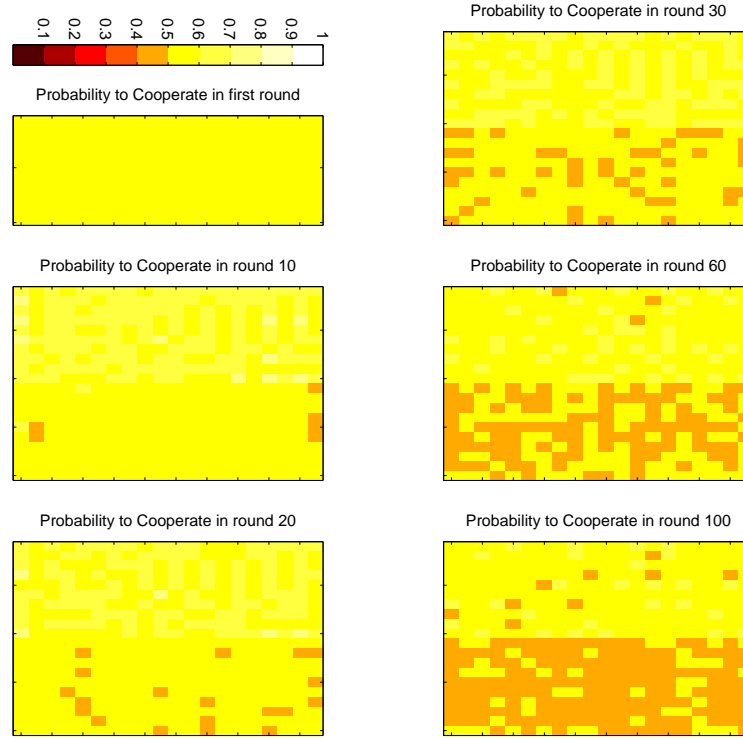 0.1 0.2 0.3 0.4 0.5 0.6 0.7 0.8 0.9 1
Probability to Cooperate in first round
Probability to Cooperate in round 10
Probability to Cooperate in round 20
Probability to Cooperate in round 30
Probability to Cooperate in round 60
Probability to Cooperate in round 100